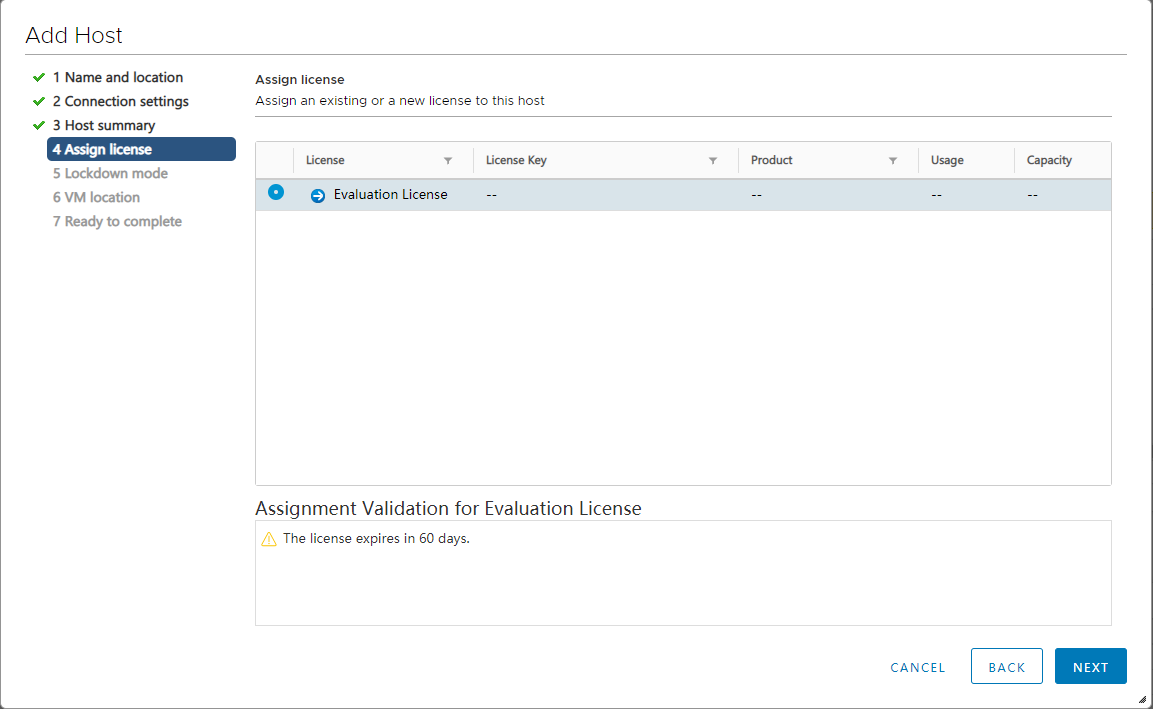 Add Host
1 Name and location
2 Connection settings
3 Host summary
4 Assign license
5 Lockdown mode
6 VM location
7 Ready to complete
Assign license
Assign an existing or a new license to this host
License License Key Product Usage Capacity
Evaluation License -- -- -- --
Assignment Validation for Evaluation License
The license expires in 60 days.
CANCEL BACK NEXT